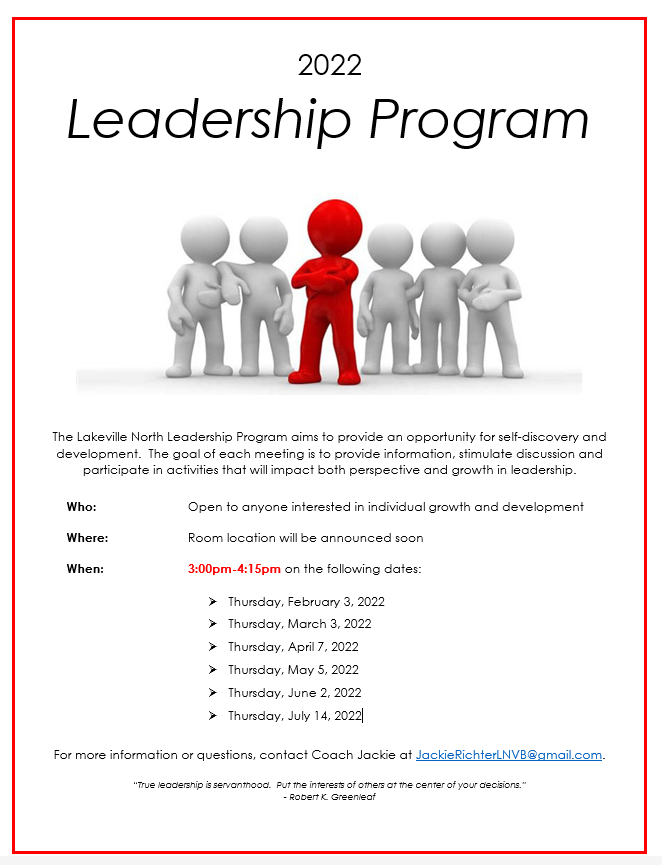 2022
Leadership Program
The Lakeville North Leadership Program aims to provide an opportunity for self-discovery and
development.  The goal of each meeting is to provide information, stimulate discussion and
participate in activities that will impact both perspective and growth in leadership.
Who: Open to anyone interested in individual growth and development
Where: Room location will be announced soon
When: 3:00pm-4:15pm on the following dates:
➢ Thursday, February 3, 2022
➢ Thursday, March 3, 2022
➢ Thursday, April 7, 2022
➢ Thursday, May 5, 2022
➢ Thursday, June 2, 2022
➢ Thursday, July 14, 2022
For more information or questions, contact Coach Jackie at JackieRichterLNVB@gmail.com.
“True leadership is servanthood.  Put the interests of others at the center of your decisions.”
- Robert K. Greenleaf